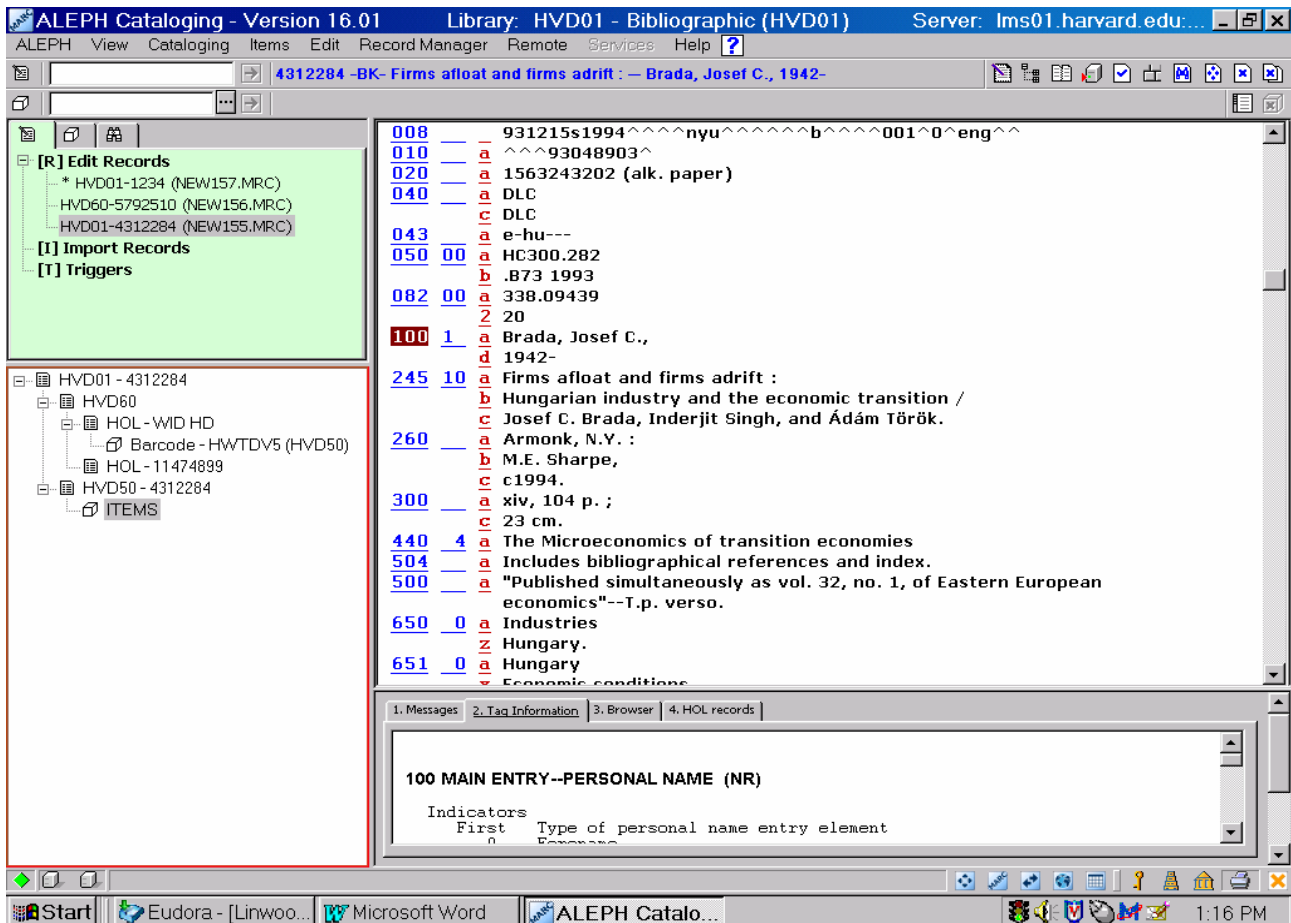 ALEPH Cataloging - Version 16.01 Library: HVD01 - Bibliographic (HVD01) Server: lms01.harvard.edu:...
ALEPH View Cataloging Items Edit Record Manager Remote Services Help ?
4312284 -BK- Firms afloat and firms adrift : — Brada, Josef C., 1942-
[R] Edit Records
* HVD01-1234 (NEW157.MRC)
HVD60-5792510 (NEW156.MRC)
HVD01-4312284 (NEW155.MRC)
[I] Import Records
[T] Triggers
HVD01 - 4312284
HVD60
HOL - WID HD
Barcode - HWTDV5 (HVD50)
HOL - 11474899
HVD50 - 4312284
ITEMS
008 931215s1994^^^^nyu^^^^^^b^^^^001^0^eng^^
010 a ^^^93048903^
020 a 1563243202 (alk. paper)
040 a DLC
c DLC
043 a e-hu---
050 00 a HC300.282
b .B73 1993
082 00 a 338.09439
2 20
100 1 a Brada, Josef C.,
d 1942-
245 10 a Firms afloat and firms adrift :
b Hungarian industry and the economic transition /
c Josef C. Brada, Inderjit Singh, and Ádám Török.
260 a Armonk, N.Y. :
b M.E. Sharpe,
c c1994.
300 a xiv, 104 p. ;
c 23 cm.
440 4 a The Microeconomics of transition economies
504 a Includes bibliographical references and index.
500 a "Published simultaneously as vol. 32, no. 1, of Eastern European
economics"--T.p. verso.
650 0 a Industries
z Hungary.
651 0 a Hungary
x Economic conditions
1. Messages 2. Tag Information 3. Browser 4. HOL records
100 MAIN ENTRY--PERSONAL NAME (NR)
Indicators
First Type of personal name entry element
0 Forename
Start Eudora - [Linwoo... Microsoft Word ALEPH Catalo... 1:16 PM